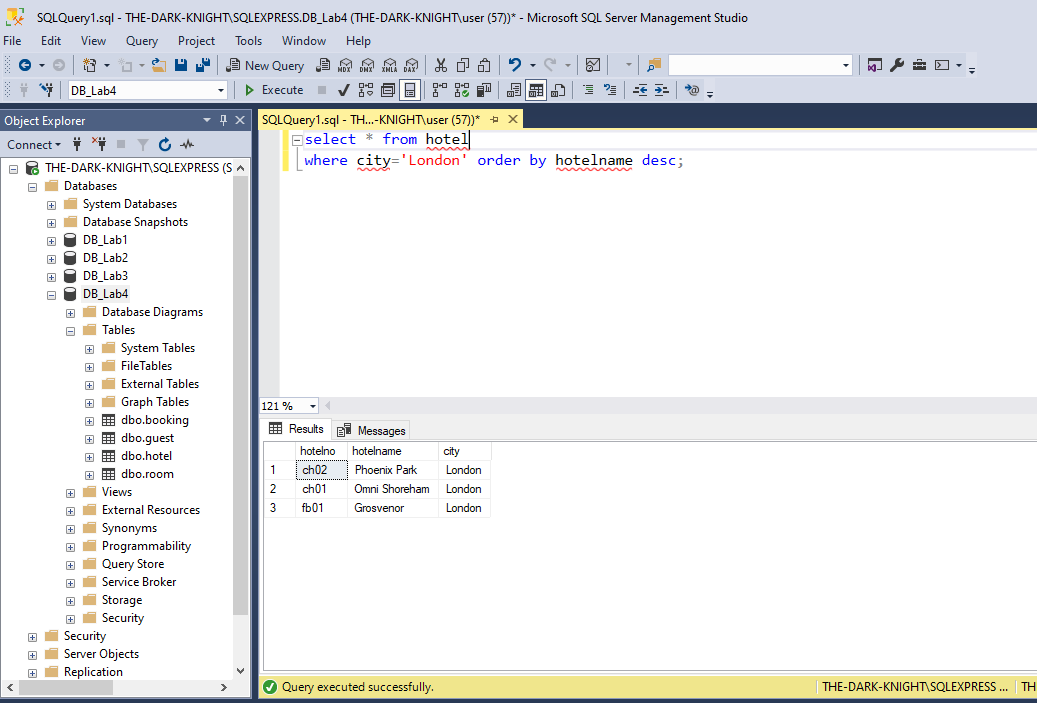 SQLQuery1.sql - THE-DARK-KNIGHT\SQLEXPRESS.DB_Lab4 (THE-DARK-KNIGHT\user (57))* - Microsoft SQL Server Management Studio
File Edit View Query Project Tools Window Help
New Query MDX DMX XMLA DAX
DB_Lab4 Execute
Object Explorer
Connect
THE-DARK-KNIGHT\SQLEXPRESS (S
Databases
System Databases
Database Snapshots
DB_Lab1
DB_Lab2
DB_Lab3
DB_Lab4
Database Diagrams
Tables
System Tables
FileTables
External Tables
Graph Tables
dbo.booking
dbo.guest
dbo.hotel
dbo.room
Views
External Resources
Synonyms
Programmability
Query Store
Service Broker
Storage
Security
Security
Server Objects
Replication
SQLQuery1.sql - TH...-KNIGHT\user (57))*
select * from hotel
where city='London' order by hotelname desc;
121 %
Results Messages
hotelno hotelname city
1 ch02 Phoenix Park London
2 ch01 Omni Shoreham London
3 fb01 Grosvenor London
Query executed successfully. THE-DARK-KNIGHT\SQLEXPRESS ... TH